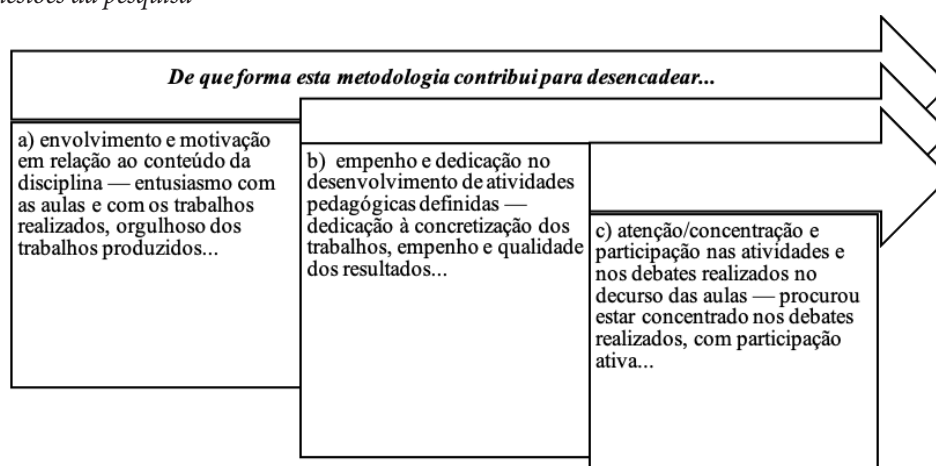 da pesquisa
De que forma esta metodologia contribui para desencadear...
a) envolvimento e motivação
em relação ao conteúdo da
disciplina — entusiasmo com
as aulas e com os trabalhos
realizados, orgulhoso dos
trabalhos produzidos...
b) empenho e dedicação no
desenvolvimento de atividades
pedagógicas definidas —
dedicação à concretização dos
trabalhos, empenho e qualidade
dos resultados...
c) atenção/concentração e
participação nas atividades e
nos debates realizados no
decurso das aulas — procurou
estar concentrado nos debates
realizados, com participação
ativa...